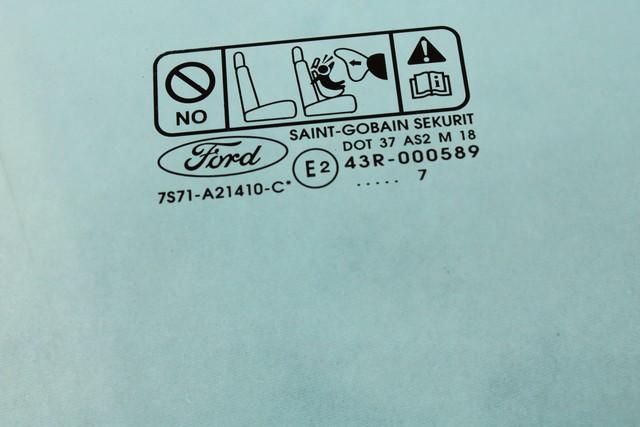 NO
Ford
SAINT-GOBAIN SEKURIT
DOT 37 AS2 M 18
E2 43R-000589
7S71-A21410-C*
..... 7